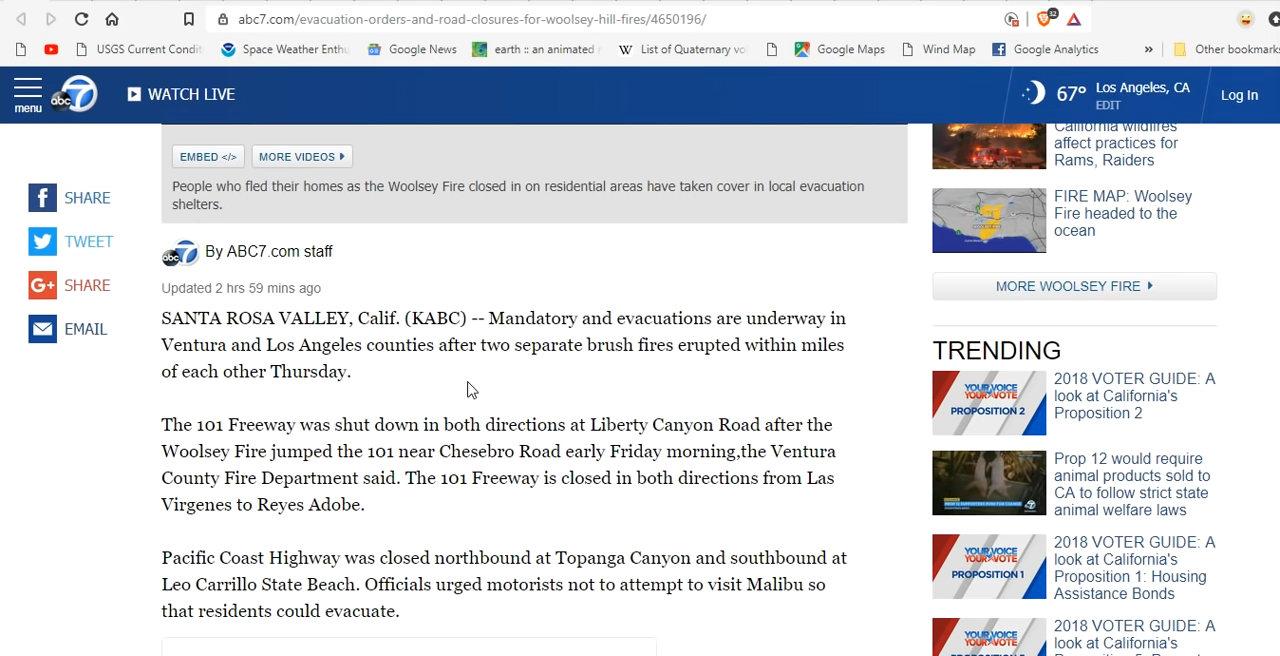 abc7.com/evacuation-orders-and-road-closures-for-woolsey-hill-fires/4650196/
32
USGS Current Condit
Space Weather Enthu
Google News
earth :: an animated
W List of Quaternary vo
Google Maps
Wind Map
Google Analytics
»
Other bookmarks
menu
abc 7
WATCH LIVE
67°
Los Angeles, CA
EDIT
Log In
EMBED </>
MORE VIDEOS
People who fled their homes as the Woolsey Fire closed in on residential areas have taken cover in local evacuation
shelters.
f SHARE
TWEET
G+ SHARE
EMAIL
abc 7
By ABC7.com staff
Updated 2 hrs 59 mins ago
SANTA ROSA VALLEY, Calif. (KABC) -- Mandatory and evacuations are underway in
Ventura and Los Angeles counties after two separate brush fires erupted within miles
of each other Thursday.
The 101 Freeway was shut down in both directions at Liberty Canyon Road after the
Woolsey Fire jumped the 101 near Chesebro Road early Friday morning,the Ventura
County Fire Department said. The 101 Freeway is closed in both directions from Las
Virgenes to Reyes Adobe.
Pacific Coast Highway was closed northbound at Topanga Canyon and southbound at
Leo Carrillo State Beach. Officials urged motorists not to attempt to visit Malibu so
that residents could evacuate.
California wildfires
affect practices for
Rams, Raiders
FIRE MAP: Woolsey
Fire headed to the
ocean
MORE WOOLSEY FIRE
TRENDING
YOUR VOICE
YOUR VOTE
PROPOSITION 2
2018 VOTER GUIDE: A
look at California's
Proposition 2
Prop 12 would require
animal products sold to
CA to follow strict state
animal welfare laws
YOUR VOICE
YOUR VOTE
PROPOSITION 1
2018 VOTER GUIDE: A
look at California's
Proposition 1: Housing
Assistance Bonds
YOUR VOICE
YOUR VOTE
2018 VOTER GUIDE: A
look at California's